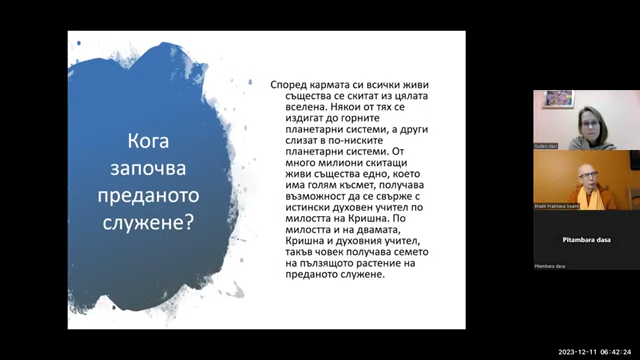 Кога
започва
преданото
служене?
Според кармата си всички живи
същества се скитат из цялата
вселена. Някои от тях се
издигат до горните
планетарни системи, а други
слизат в по-ниските
планетарни системи. От
много милиони скитащи
живи същества едно, което
има голям късмет, получава
възможност да се свърже с
истински духовен учител по
милостта на Кришна. По
милостта и на двамата,
Кришна и духовния учител,
такъв човек получава семето
на пълзящото растение на
преданото служене.
Pitambara dasa
Pitambara dasa
2023-12-11 06:42:24